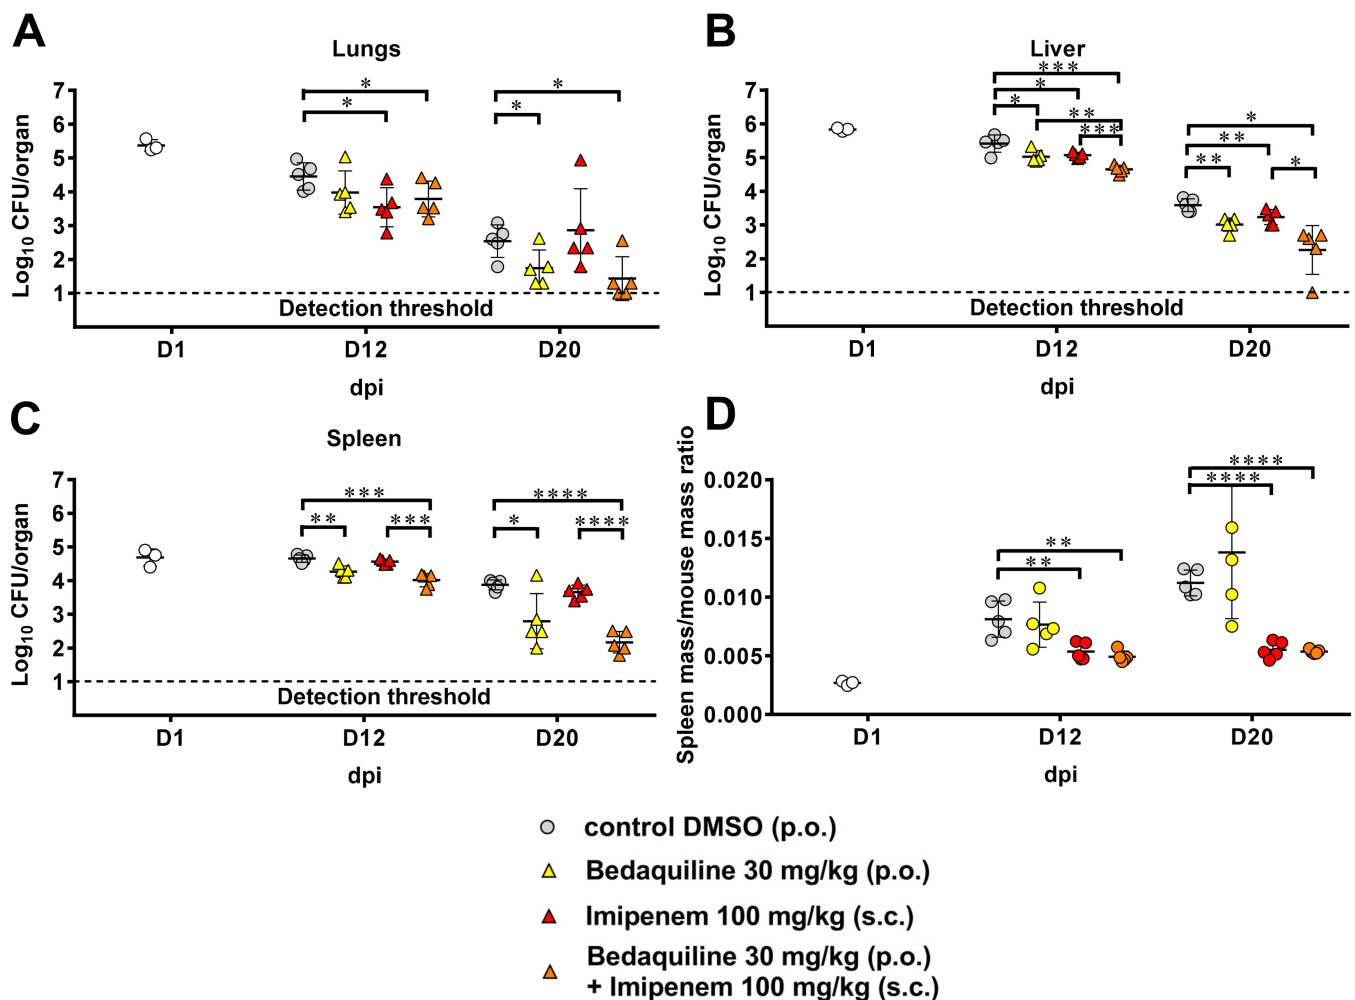 A
Lungs
Log10 CFU/organ
7
6
5
4
3
2
1
* * * *
Detection threshold
D1 D12 D20
dpi
B
Liver
Log10 CFU/organ
7
6
5
4
3
2
1
*** * * ** *** * ** ** *
Detection threshold
D1 D12 D20
dpi
C
Spleen
Log10 CFU/organ
7
6
5
4
3
2
1
*** ** *** **** * ****
Detection threshold
D1 D12 D20
dpi
D
Spleen mass/mouse mass ratio
0.020
0.015
0.010
0.005
0.000
** ** **** ****
D1 D12 D20
dpi
control DMSO (p.o.)
Bedaquiline 30 mg/kg (p.o.)
Imipenem 100 mg/kg (s.c.)
Bedaquiline 30 mg/kg (p.o.)
+ Imipenem 100 mg/kg (s.c.)